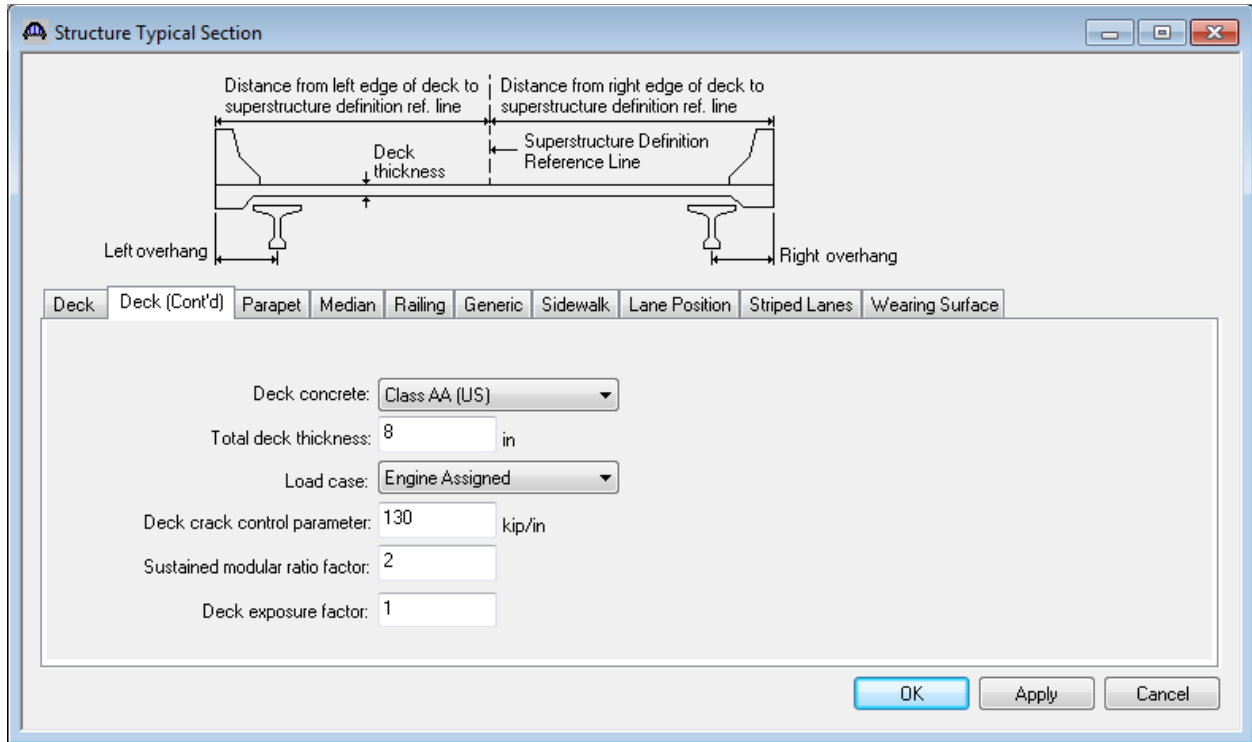 Structure Typical Section
Distance from left edge of deck to
superstructure definition ref. line
Distance from right edge of deck to
superstructure definition ref. line
Superstructure Definition
Reference Line
Deck
thickness
Left overhang
Right overhang
Deck Deck (Cont'd) Parapet Median Railing Generic Sidewalk Lane Position Striped Lanes Wearing Surface
Deck concrete: Class AA (US)
Total deck thickness: 8 in
Load case: Engine Assigned
Deck crack control parameter: 130 kip/in
Sustained modular ratio factor: 2
Deck exposure factor: 1
OK Apply Cancel